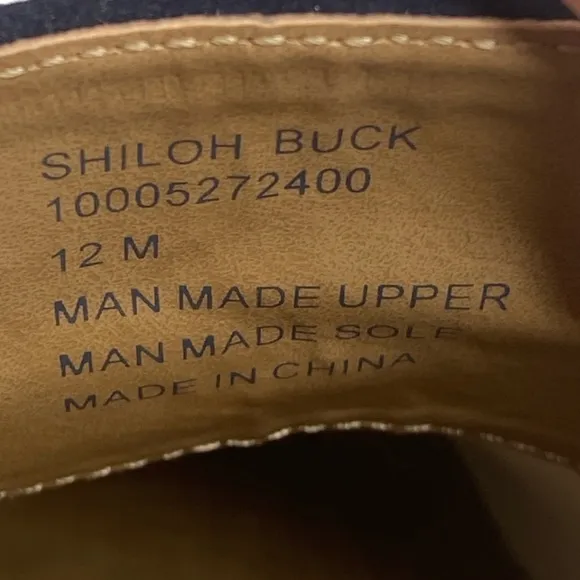 SHILOH BUCK
10005272400
12 M
MAN MADE UPPER
MAN MADE SOLE
MADE IN CHINA